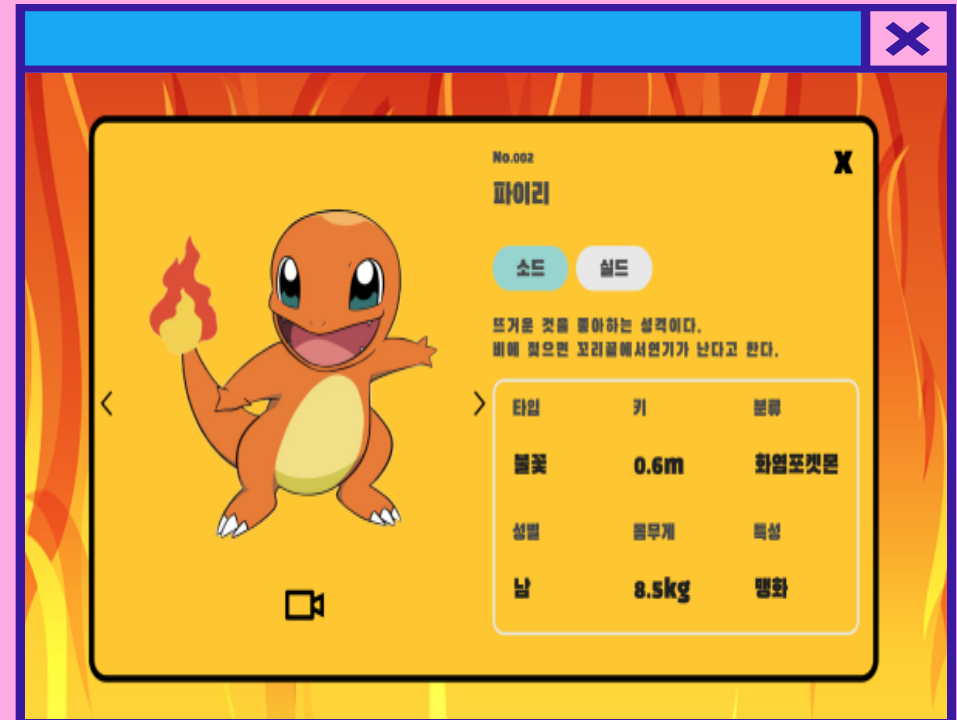 No.002
X
파이리
소드 실드
뜨거운 것을 좋아하는 성격이다.
비에 젖으면 꼬리끝에서연기가 난다고 한다.
타입 키 분류
불꽃 0.6m 화염포켓몬
성별 몸무게 특성
남 8.5kg 맹화